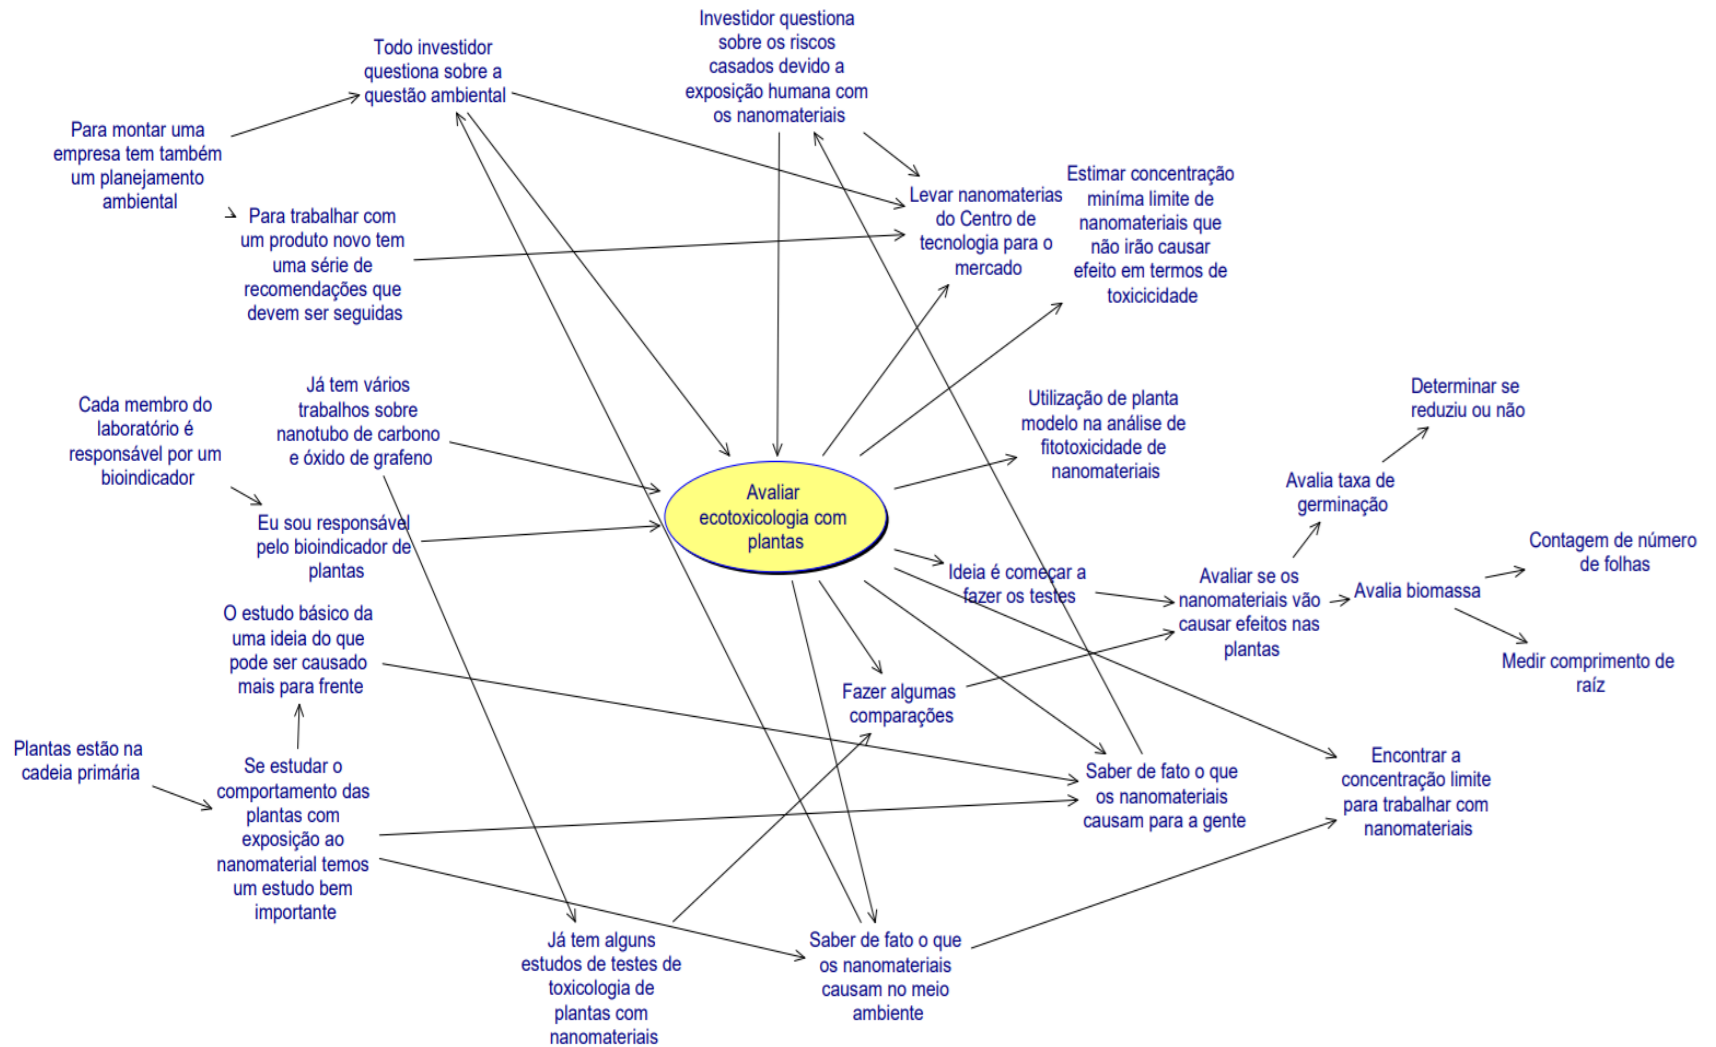 Investidor questiona
sobre os riscos
casados devido a
exposição humana com
os nanomateriais
Todo investidor
questiona sobre a
questão ambiental
Para montar uma
empresa tem também
um planejamento
ambiental
Para trabalhar com
um produto novo tem
uma série de
recomendações que
devem ser seguidas
Levar nanomaterias
do Centro de
tecnologia para o
mercado
Estimar concentração
miníma limite de
nanomateriais que
não irão causar
efeito em termos de
toxicicidade
Já tem vários
trabalhos sobre
nanotubo de carbono
e óxido de grafeno
Cada membro do
laboratório é
responsável por um
bioindicador
Eu sou responsável
pelo bioindicador de
plantas
Utilização de planta
modelo na análise de
fitotoxicidade de
nanomateriais
Determinar se
reduziu ou não
Avalia taxa de
germinação
Avaliar
ecotoxicologia com
plantas
Ideia é começar a
fazer os testes
Avaliar se os
nanomateriais vão
causar efeitos nas
plantas
Avalia biomassa
Contagem de número
de folhas
Medir comprimento de
raíz
O estudo básico da
uma ideia do que
pode ser causado
mais para frente
Fazer algumas
comparações
Plantas estão na
cadeia primária
Se estudar o
comportamento das
plantas com
exposição ao
nanomaterial temos
um estudo bem
importante
Saber de fato o que
os nanomateriais
causam para a gente
Encontrar a
concentração limite
para trabalhar com
nanomateriais
Já tem alguns
estudos de testes de
toxicologia de
plantas com
nanomateriais
Saber de fato o que
os nanomateriais
causam no meio
ambiente